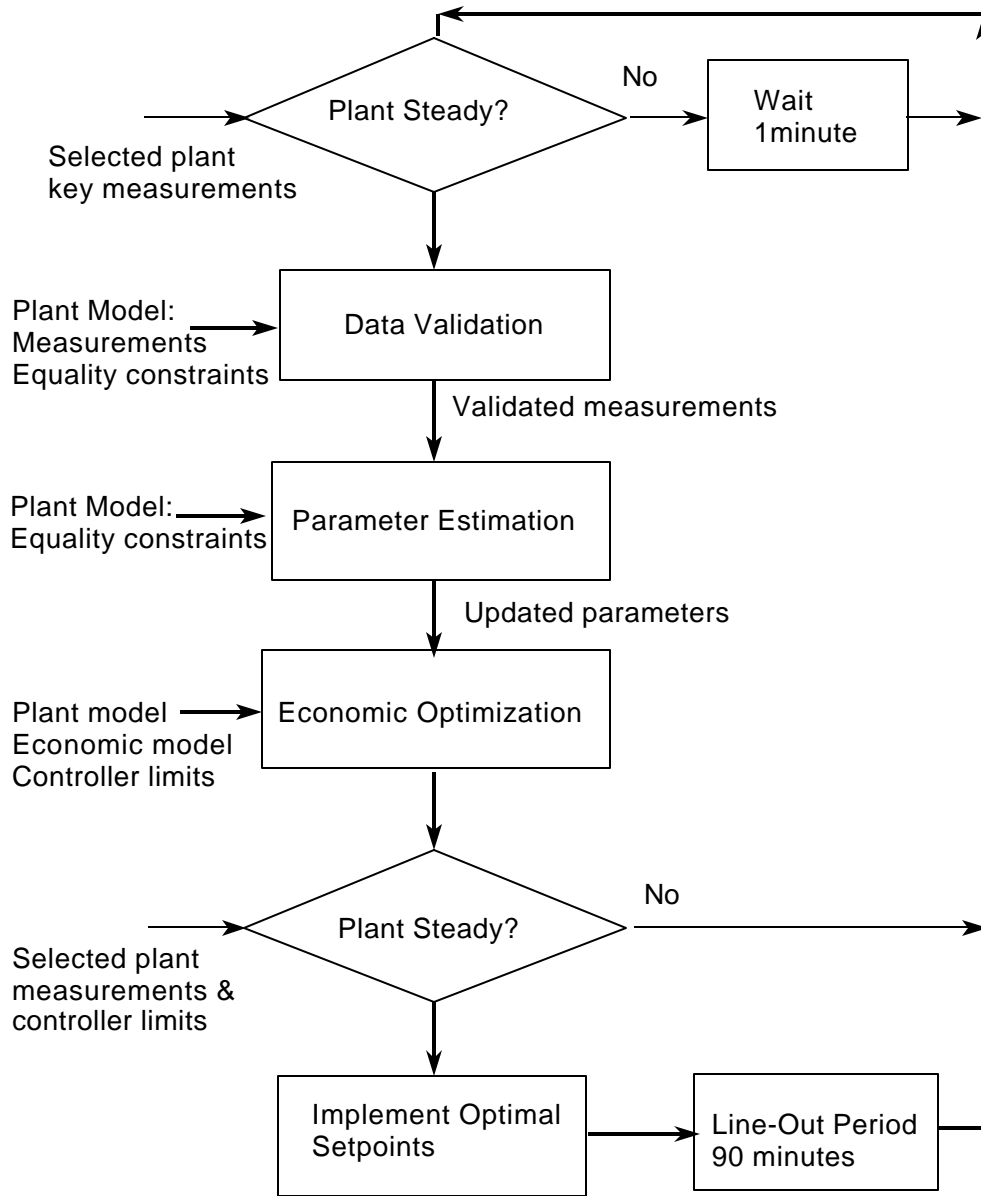 Plant Steady?
No
Wait
1minute
Selected plant
key measurements
Plant Model:
Measurements
Equality constraints
Data Validation
Validated measurements
Plant Model:
Equality constraints
Parameter Estimation
Updated parameters
Plant model
Economic model
Controller limits
Economic Optimization
Plant Steady?
No
Selected plant
measurements &
controller limits
Implement Optimal
Setpoints
Line-Out Period
90 minutes